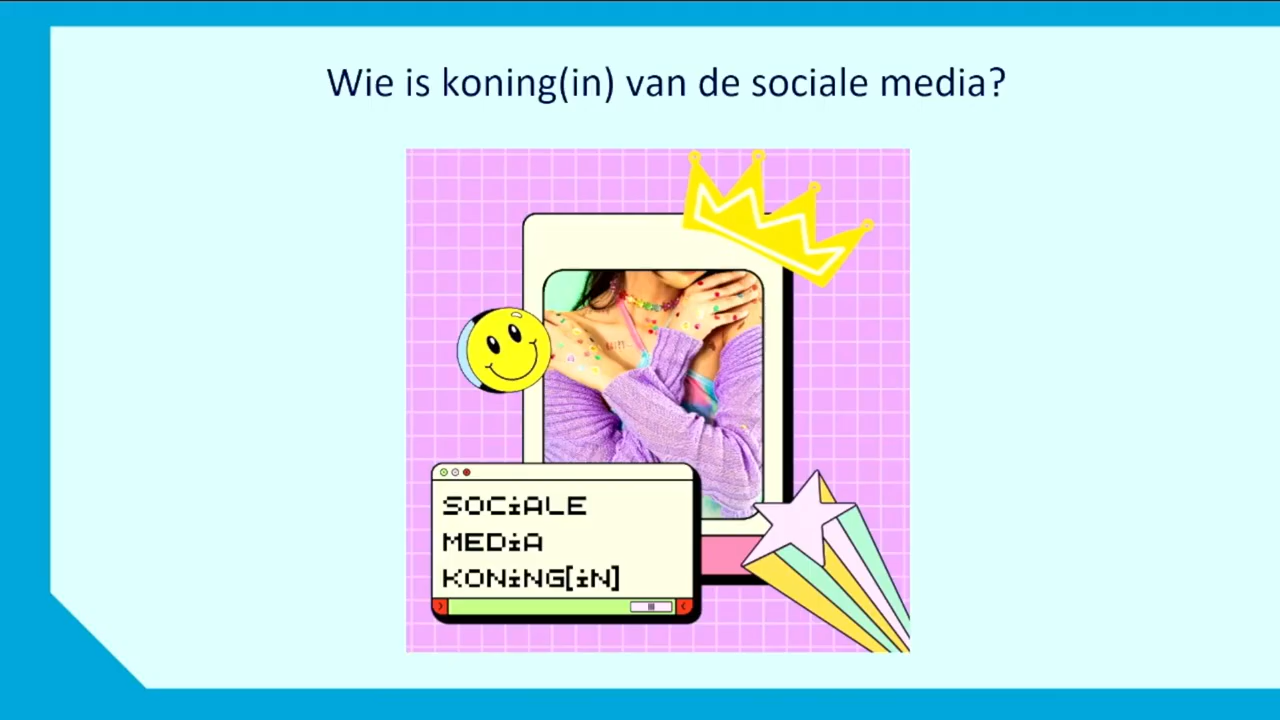 Wie is koning(in) van de sociale media?
SOCiALE
MEDiA
KONiNG[iN]